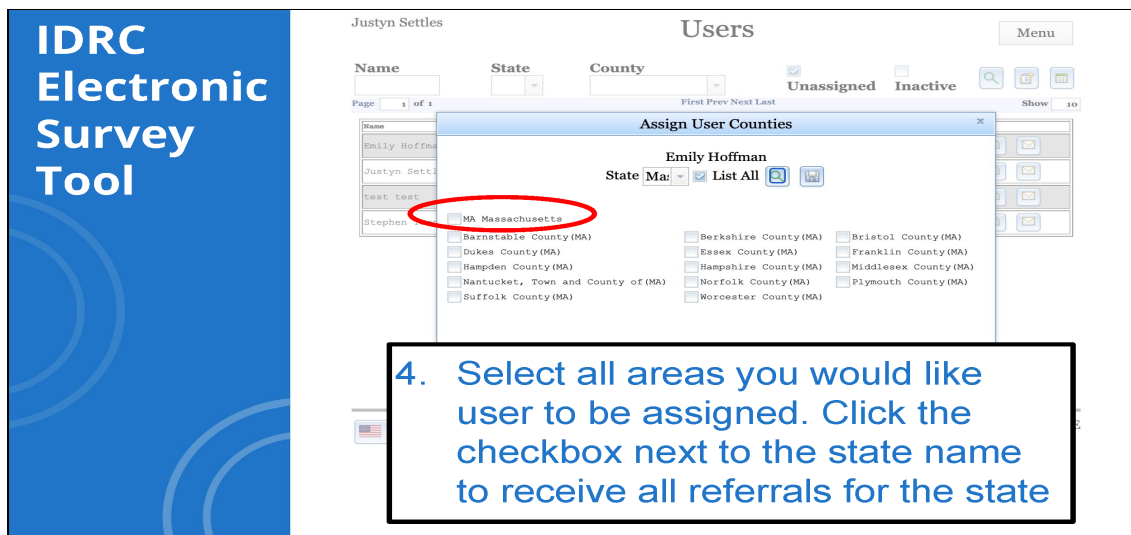 IDRC
Electronic
Survey
Tool
Justyn Settles
Users
Menu
Name State County
Unassigned Inactive
Page 1 of 1 First Prev Next Last Show 10
Name
Assign User Counties ×
Emily Hoffma
Emily Hoffman
Justyn Settl
State Ma: List All
test test
Stephen
MA Massachusetts
Barnstable County(MA) Berkshire County(MA) Bristol County(MA)
Dukes County(MA) Essex County(MA) Franklin County(MA)
Hampden County(MA) Hampshire County(MA) Middlesex County(MA)
Nantucket, Town and County of(MA) Norfolk County(MA) Plymouth County(MA)
Suffolk County(MA) Worcester County(MA)
4. Select all areas you would like
user to be assigned. Click the
checkbox next to the state name
to receive all referrals for the state